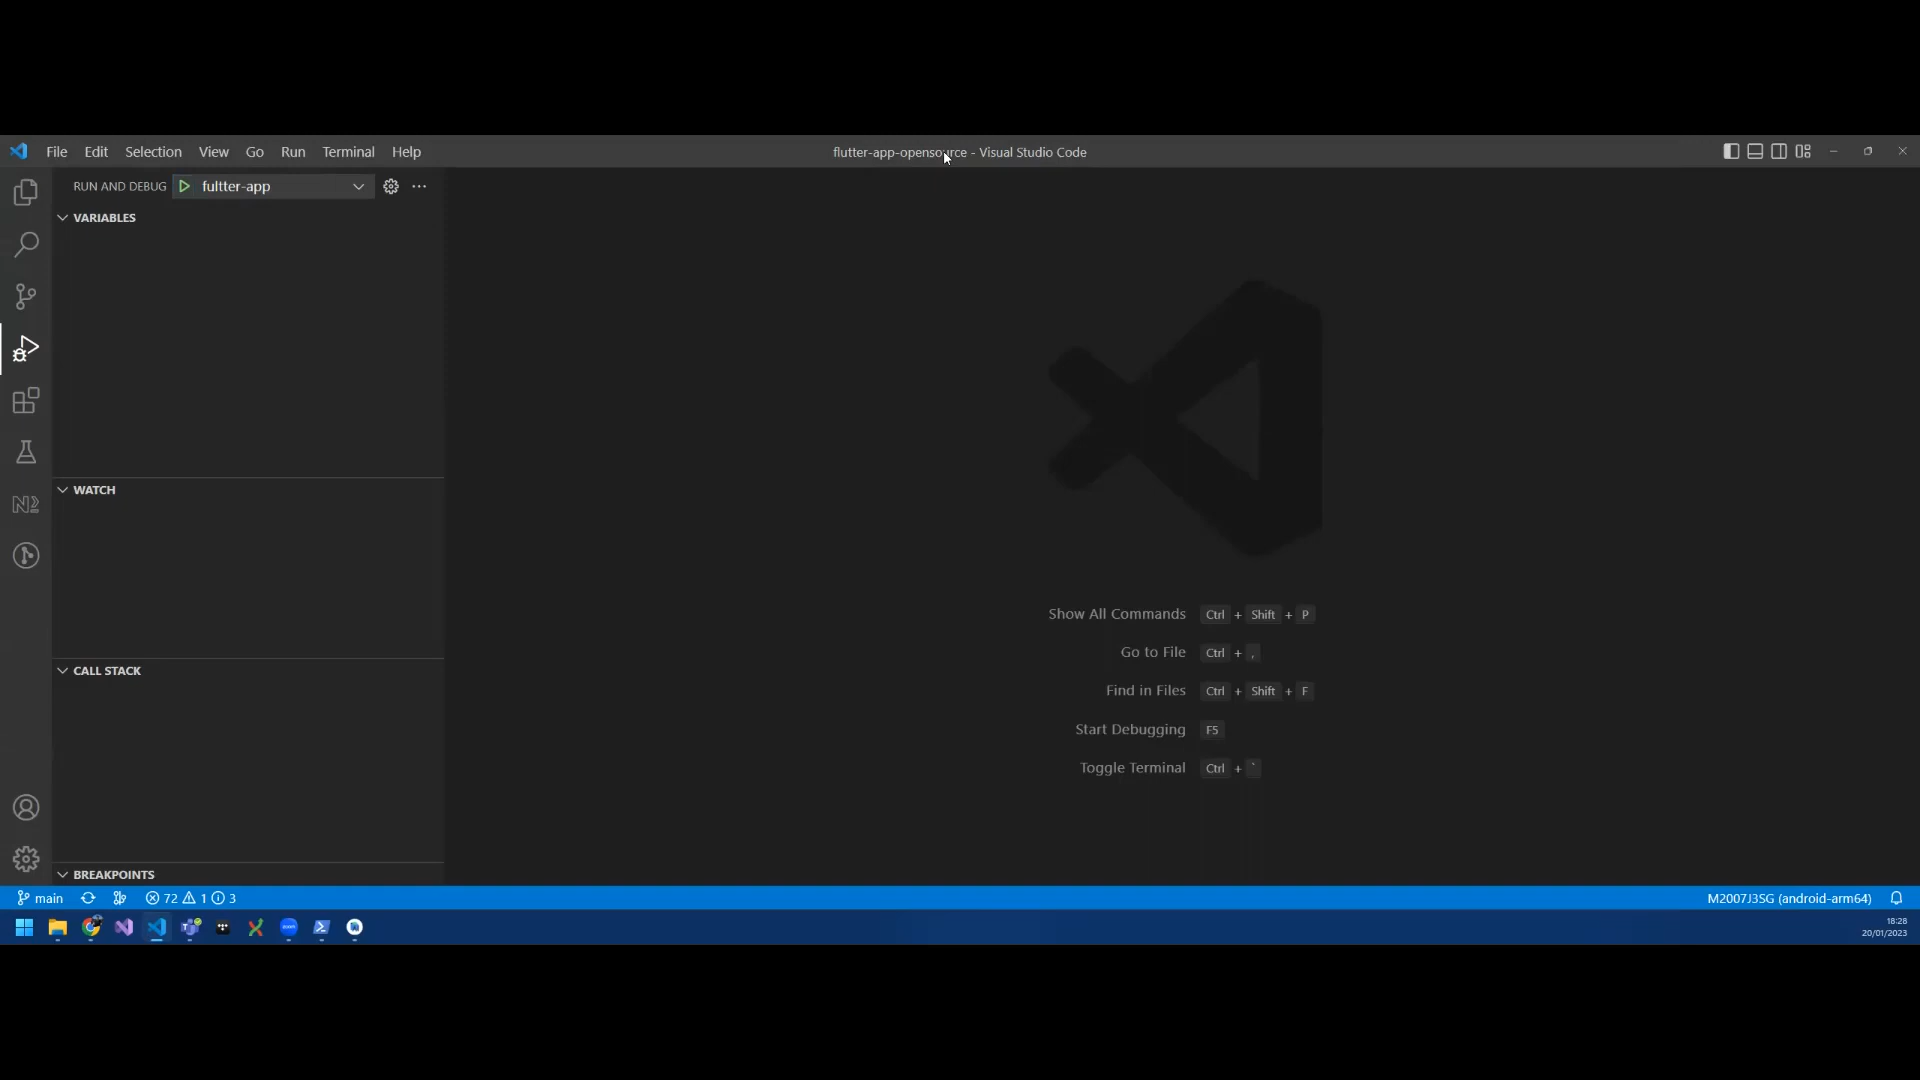 File Edit Selection View Go Run Terminal Help
flutter-app-opensource - Visual Studio Code
RUN AND DEBUG fultter-app
VARIABLES
WATCH
CALL STACK
BREAKPOINTS
Show All Commands Ctrl + Shift + P
Go to File Ctrl + ,
Find in Files Ctrl + Shift + F
Start Debugging F5
Toggle Terminal Ctrl + `
main 72 1 3
M2007J3SG (android-arm64)
zoom
18:28
20/01/2023